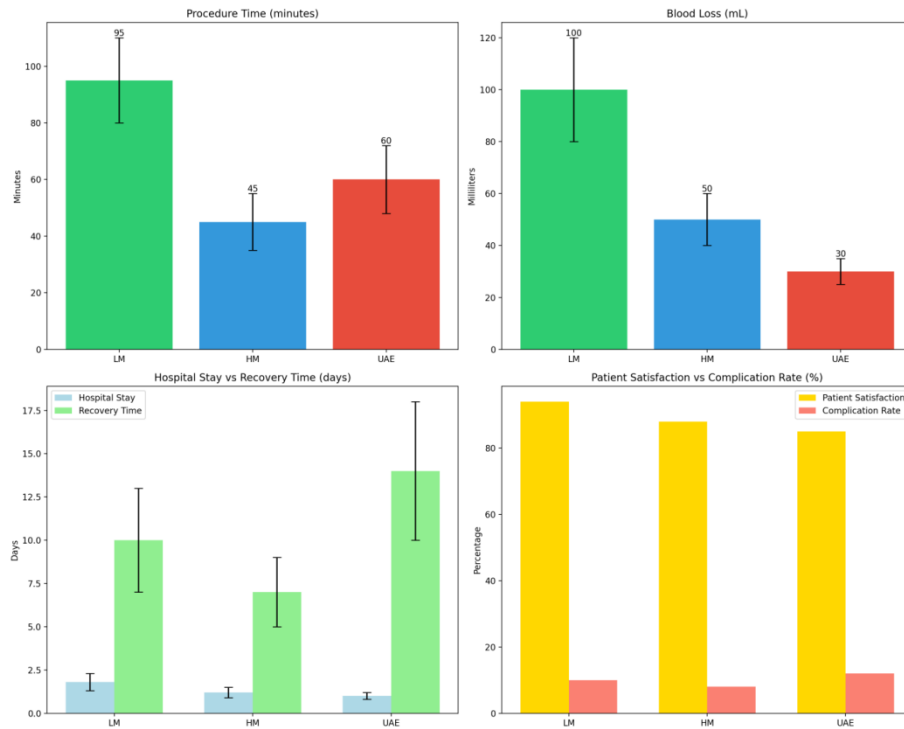 Procedure Time (minutes)
95
45
60
100
80
60
40
20
0
Minutes
LM
HM
UAE
Blood Loss (mL)
100
50
30
120
100
80
60
40
20
0
Milliliters
LM
HM
UAE
Hospital Stay vs Recovery Time (days)
Hospital Stay
Recovery Time
17.5
15.0
12.5
10.0
7.5
5.0
2.5
0.0
Days
LM
HM
UAE
Patient Satisfaction vs Complication Rate (%)
Patient Satisfaction
Complication Rate
80
60
40
20
0
Percentage
LM
HM
UAE